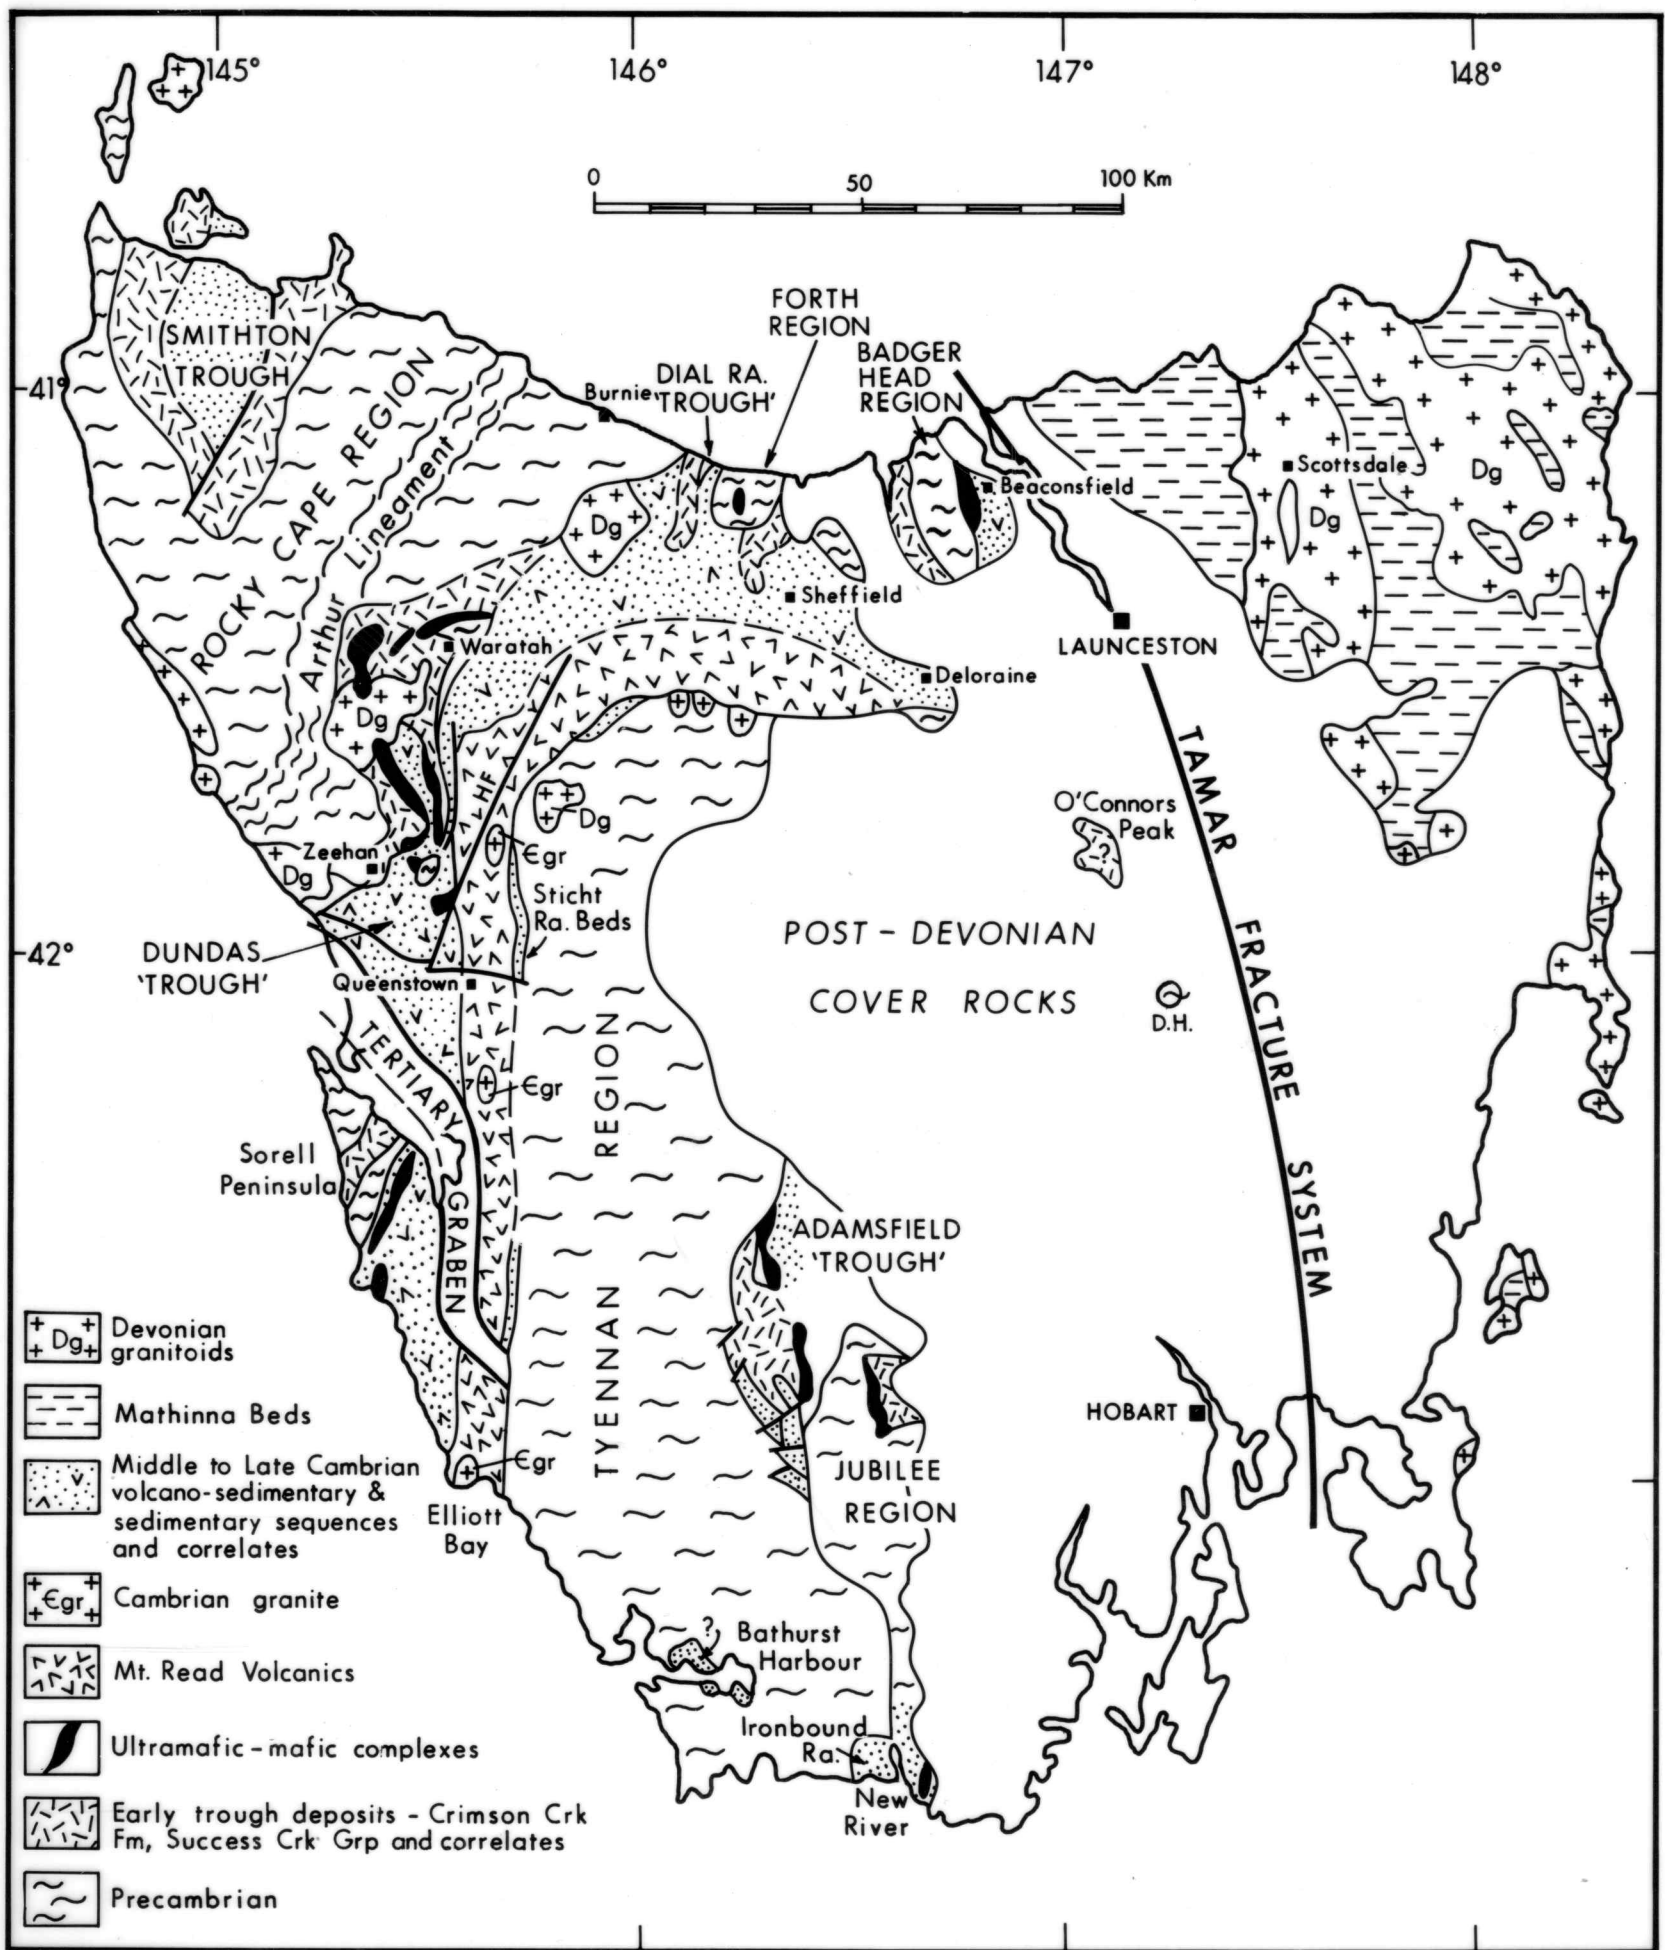 145°
146°
147°
148°
0
50
100 Km
FORTH
REGION
BADGER
HEAD
REGION
DIAL RA.
'TROUGH'
Burnie
SMITHTON
TROUGH
41°
ROCKY CAPE REGION
Arthur Lineament
Dg
Beaconsfield
Scottsdale
Dg
Dg
Sheffield
Waratah
LAUNCESTON
Deloraine
Dg
HF
Dg
O'Connors
Peak
?
Zeehan
Dg
Єgr
Sticht
Ra. Beds
DUNDAS
'TROUGH'
42°
Queenstown
POST - DEVONIAN
COVER ROCKS
D.H.
TAMAR FRACTURE SYSTEM
TERTIARY GRABEN
Єgr
TYENNAN REGION
Sorell
Peninsula
ADAMSFIELD
'TROUGH'
HOBART
JUBILEE
REGION
Єgr
Elliott
Bay
?
Bathurst
Harbour
Ironbound
Ra.
New
River
Dg
Devonian
granitoids
Mathinna Beds
Middle to Late Cambrian
volcano-sedimentary &
sedimentary sequences
and correlates
Єgr
Cambrian granite
Mt. Read Volcanics
Ultramafic-mafic complexes
Early trough deposits - Crimson Crk
Fm, Success Crk Grp and correlates
Precambrian